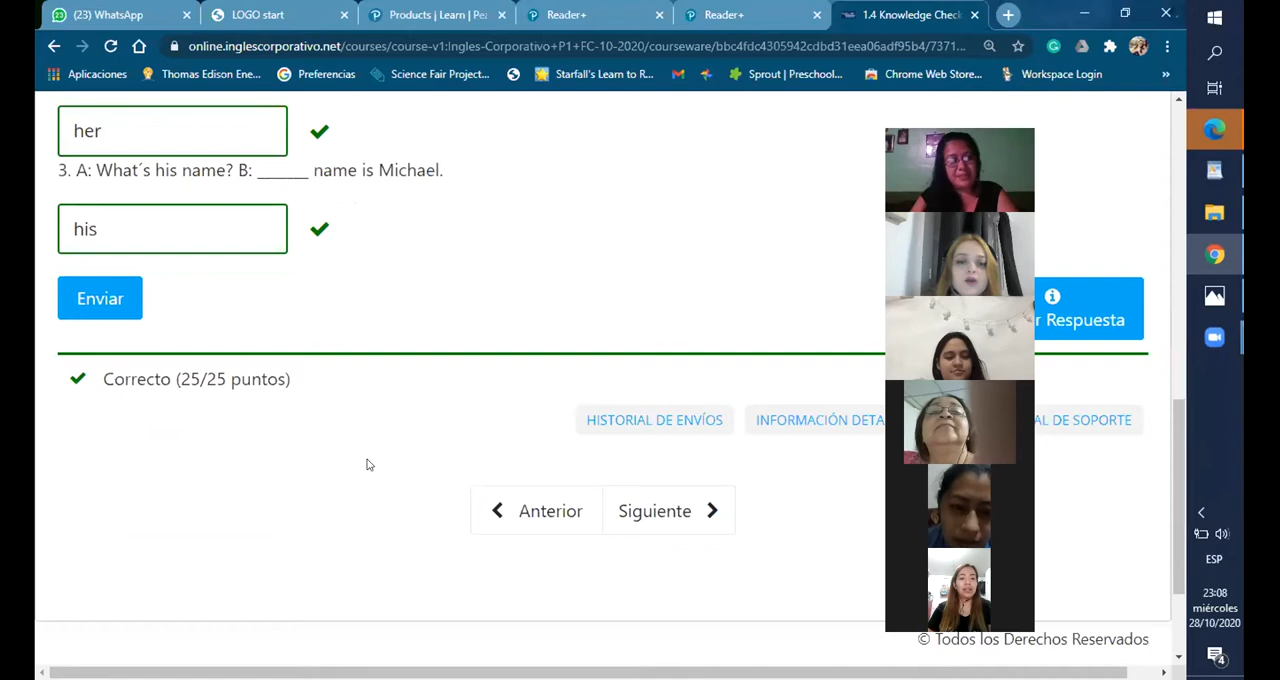 (23) WhatsApp
LOGO start
Products | Learn | Pea
Reader+
Reader+
1.4 Knowledge Check
online.inglescorporativo.net/courses/course-v1:Ingles-Corporativo+P1+FC-10-2020/courseware/bbc4fdc4305942cdbd31eea06adf95b4/7371...
Aplicaciones
Thomas Edison Ene...
Preferencias
Science Fair Project...
Starfall's Learn to R...
Sprout | Preschool...
Chrome Web Store...
Workspace Login
»
her
3. A: What´s his name? B: _______ name is Michael.
his
Enviar
r Respuesta
Correcto (25/25 puntos)
HISTORIAL DE ENVÍOS
INFORMACIÓN DETA
AL DE SOPORTE
Anterior
Siguiente
© Todos los Derechos Reservados
ESP
23:08
miércoles
28/10/2020
4